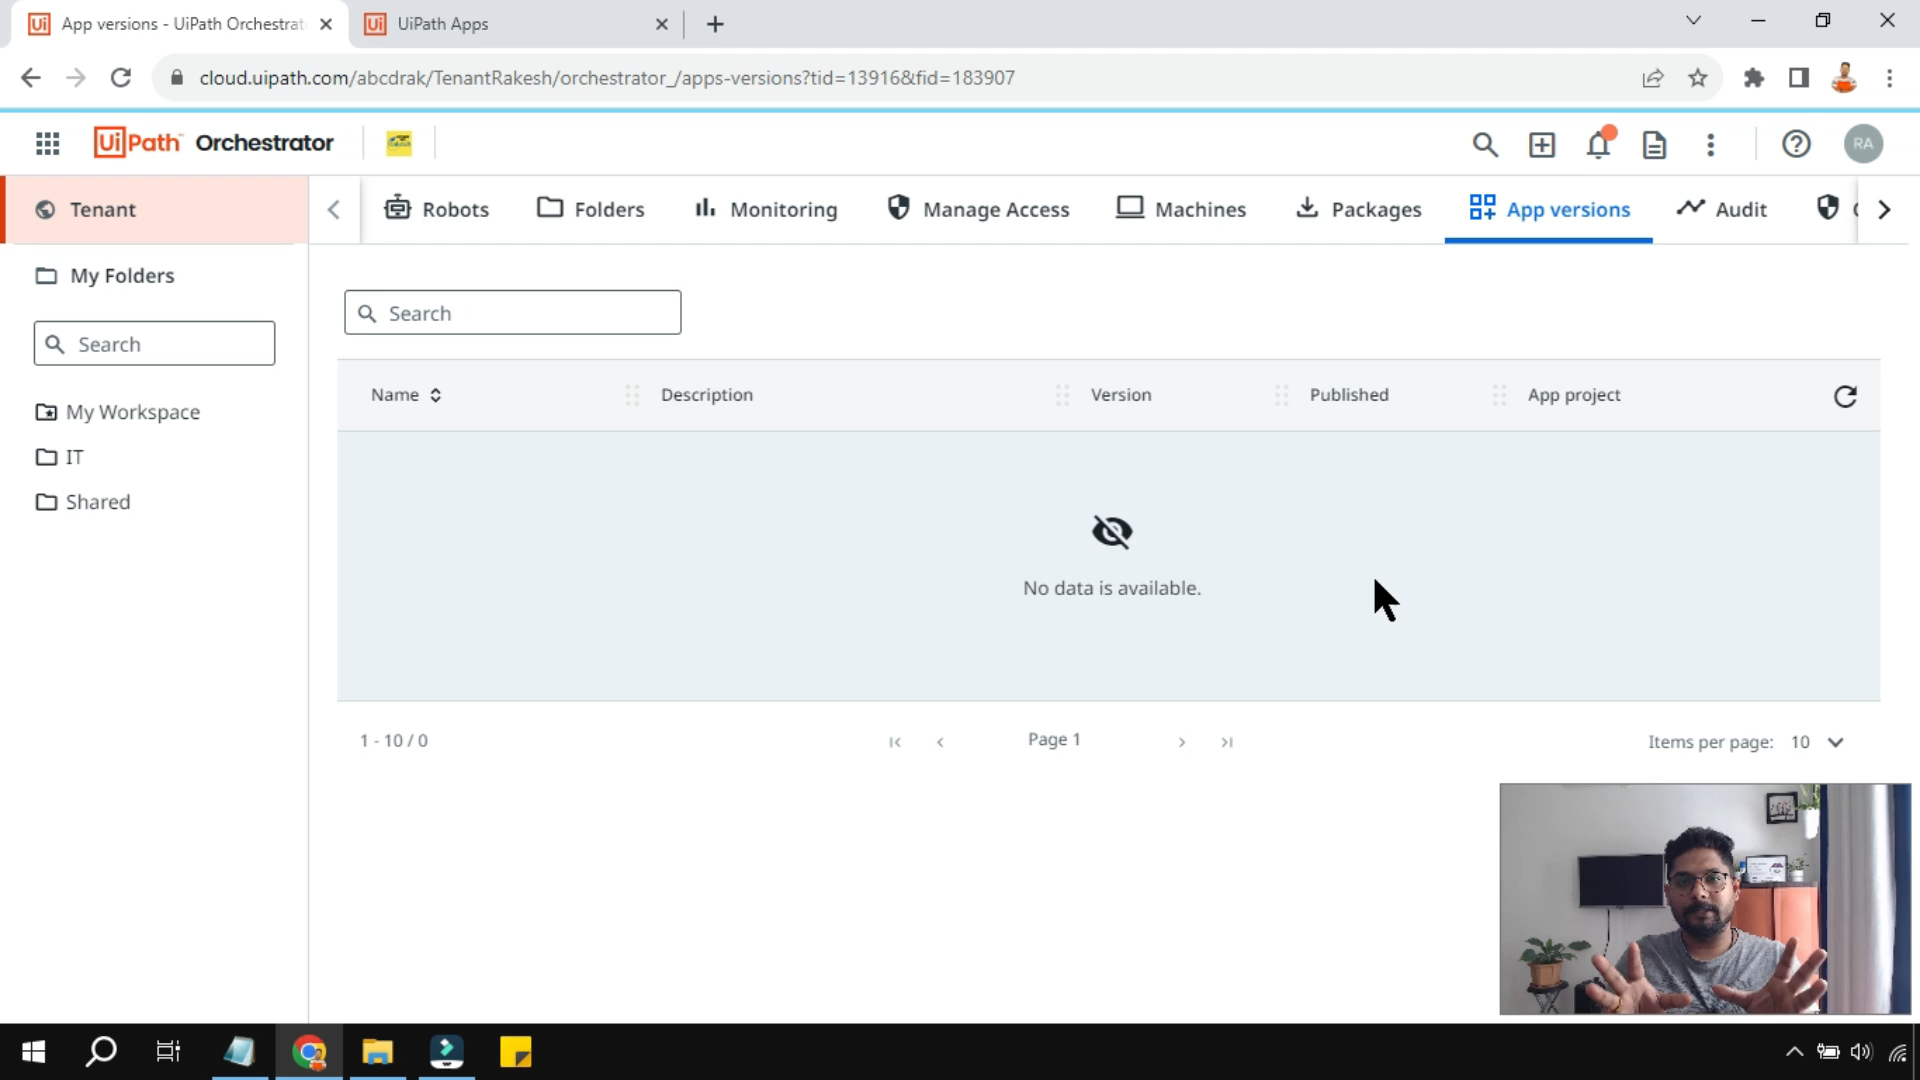 Ui App versions - UiPath Orchestrat
Ui UiPath Apps
cloud.uipath.com/abcdrak/TenantRakesh/orchestrator_/apps-versions?tid=13916&fid=183907
UiPath Orchestrator
RA
Tenant
Robots
Folders
Monitoring
Manage Access
Machines
Packages
App versions
Audit
My Folders
Search
My Workspace
IT
Shared
Search
Name
Description
Version
Published
App project
No data is available.
1 - 10 / 0
Page 1
Items per page: 10